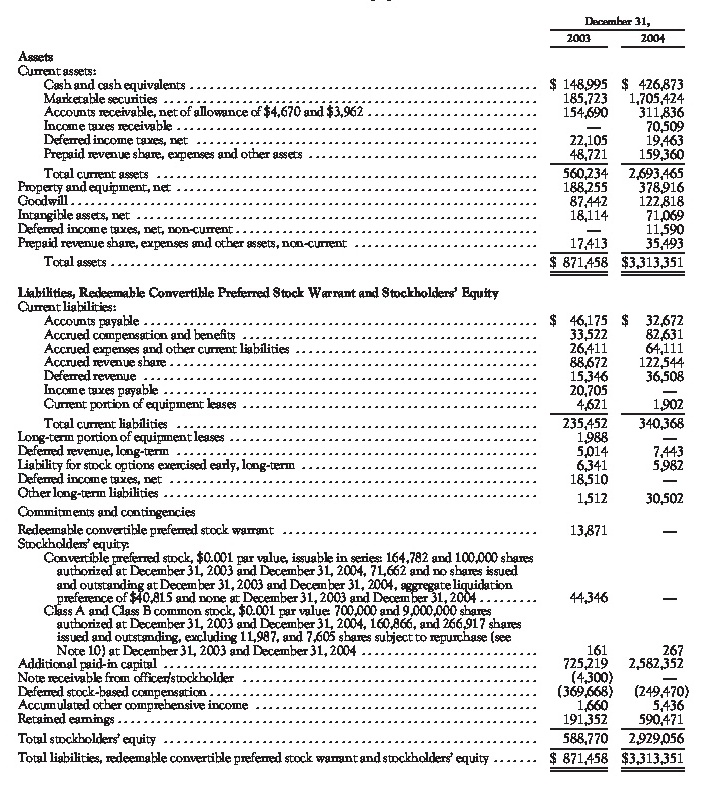 December 31,
2003 2004
Assets
Current assets:
Cash and cash equivalents $ 148,995 $ 426,873
Marketable securities 185,723 1,705,424
Accounts receivable, net of allowance of $4,670 and $3,962 154,690 311,836
Income taxes receivable — 70,509
Deferred income taxes, net 22,105 19,463
Prepaid revenue share, expenses and other assets 48,721 159,360
Total current assets 560,234 2,693,465
Property and equipment, net 188,255 378,916
Goodwill 87,442 122,818
Intangible assets, net 18,114 71,069
Deferred income taxes, net, non-current — 11,590
Prepaid revenue share, expenses and other assets, non-current 17,413 35,493
Total assets $ 871,458 $3,313,351
Liabilities, Redeemable Convertible Preferred Stock Warrant and Stockholders' Equity
Current liabilities:
Accounts payable $ 46,175 $ 32,672
Accrued compensation and benefits 33,522 82,631
Accrued expenses and other current liabilities 26,411 64,111
Accrued revenue share 88,672 122,544
Deferred revenue 15,346 36,508
Income taxes payable 20,705 —
Current portion of equipment leases 4,621 1,902
Total current liabilities 235,452 340,368
Long-term portion of equipment leases 1,988 —
Deferred revenue, long-term 5,014 7,443
Liability for stock options exercised early, long-term 6,341 5,982
Deferred income taxes, net 18,510 —
Other long-term liabilities 1,512 30,502
Commitments and contingencies
Redeemable convertible preferred stock warrant 13,871 —
Stockholders' equity:
Convertible preferred stock, $0.001 par value, issuable in series: 164,782 and 100,000 shares
authorized at December 31, 2003 and December 31, 2004, 71,662 and no shares issued
and outstanding at December 31, 2003 and December 31, 2004, aggregate liquidation
preference of $40,815 and none at December 31, 2003 and December 31, 2004 44,346 —
Class A and Class B common stock, $0.001 par value: 700,000 and 9,000,000 shares
authorized at December 31, 2003 and December 31, 2004, 160,866, and 266,917 shares
issued and outstanding, excluding 11,987, and 7,605 shares subject to repurchase (see
Note 10) at December 31, 2003 and December 31, 2004 161 267
Additional paid-in capital 725,219 2,582,352
Note receivable from officer/stockholder (4,300) —
Deferred stock-based compensation (369,668) (249,470)
Accumulated other comprehensive income 1,660 5,436
Retained earnings 191,352 590,471
Total stockholders' equity 588,770 2,929,056
Total liabilities, redeemable convertible preferred stock warrant and stockholders' equity $ 871,458 $3,313,351